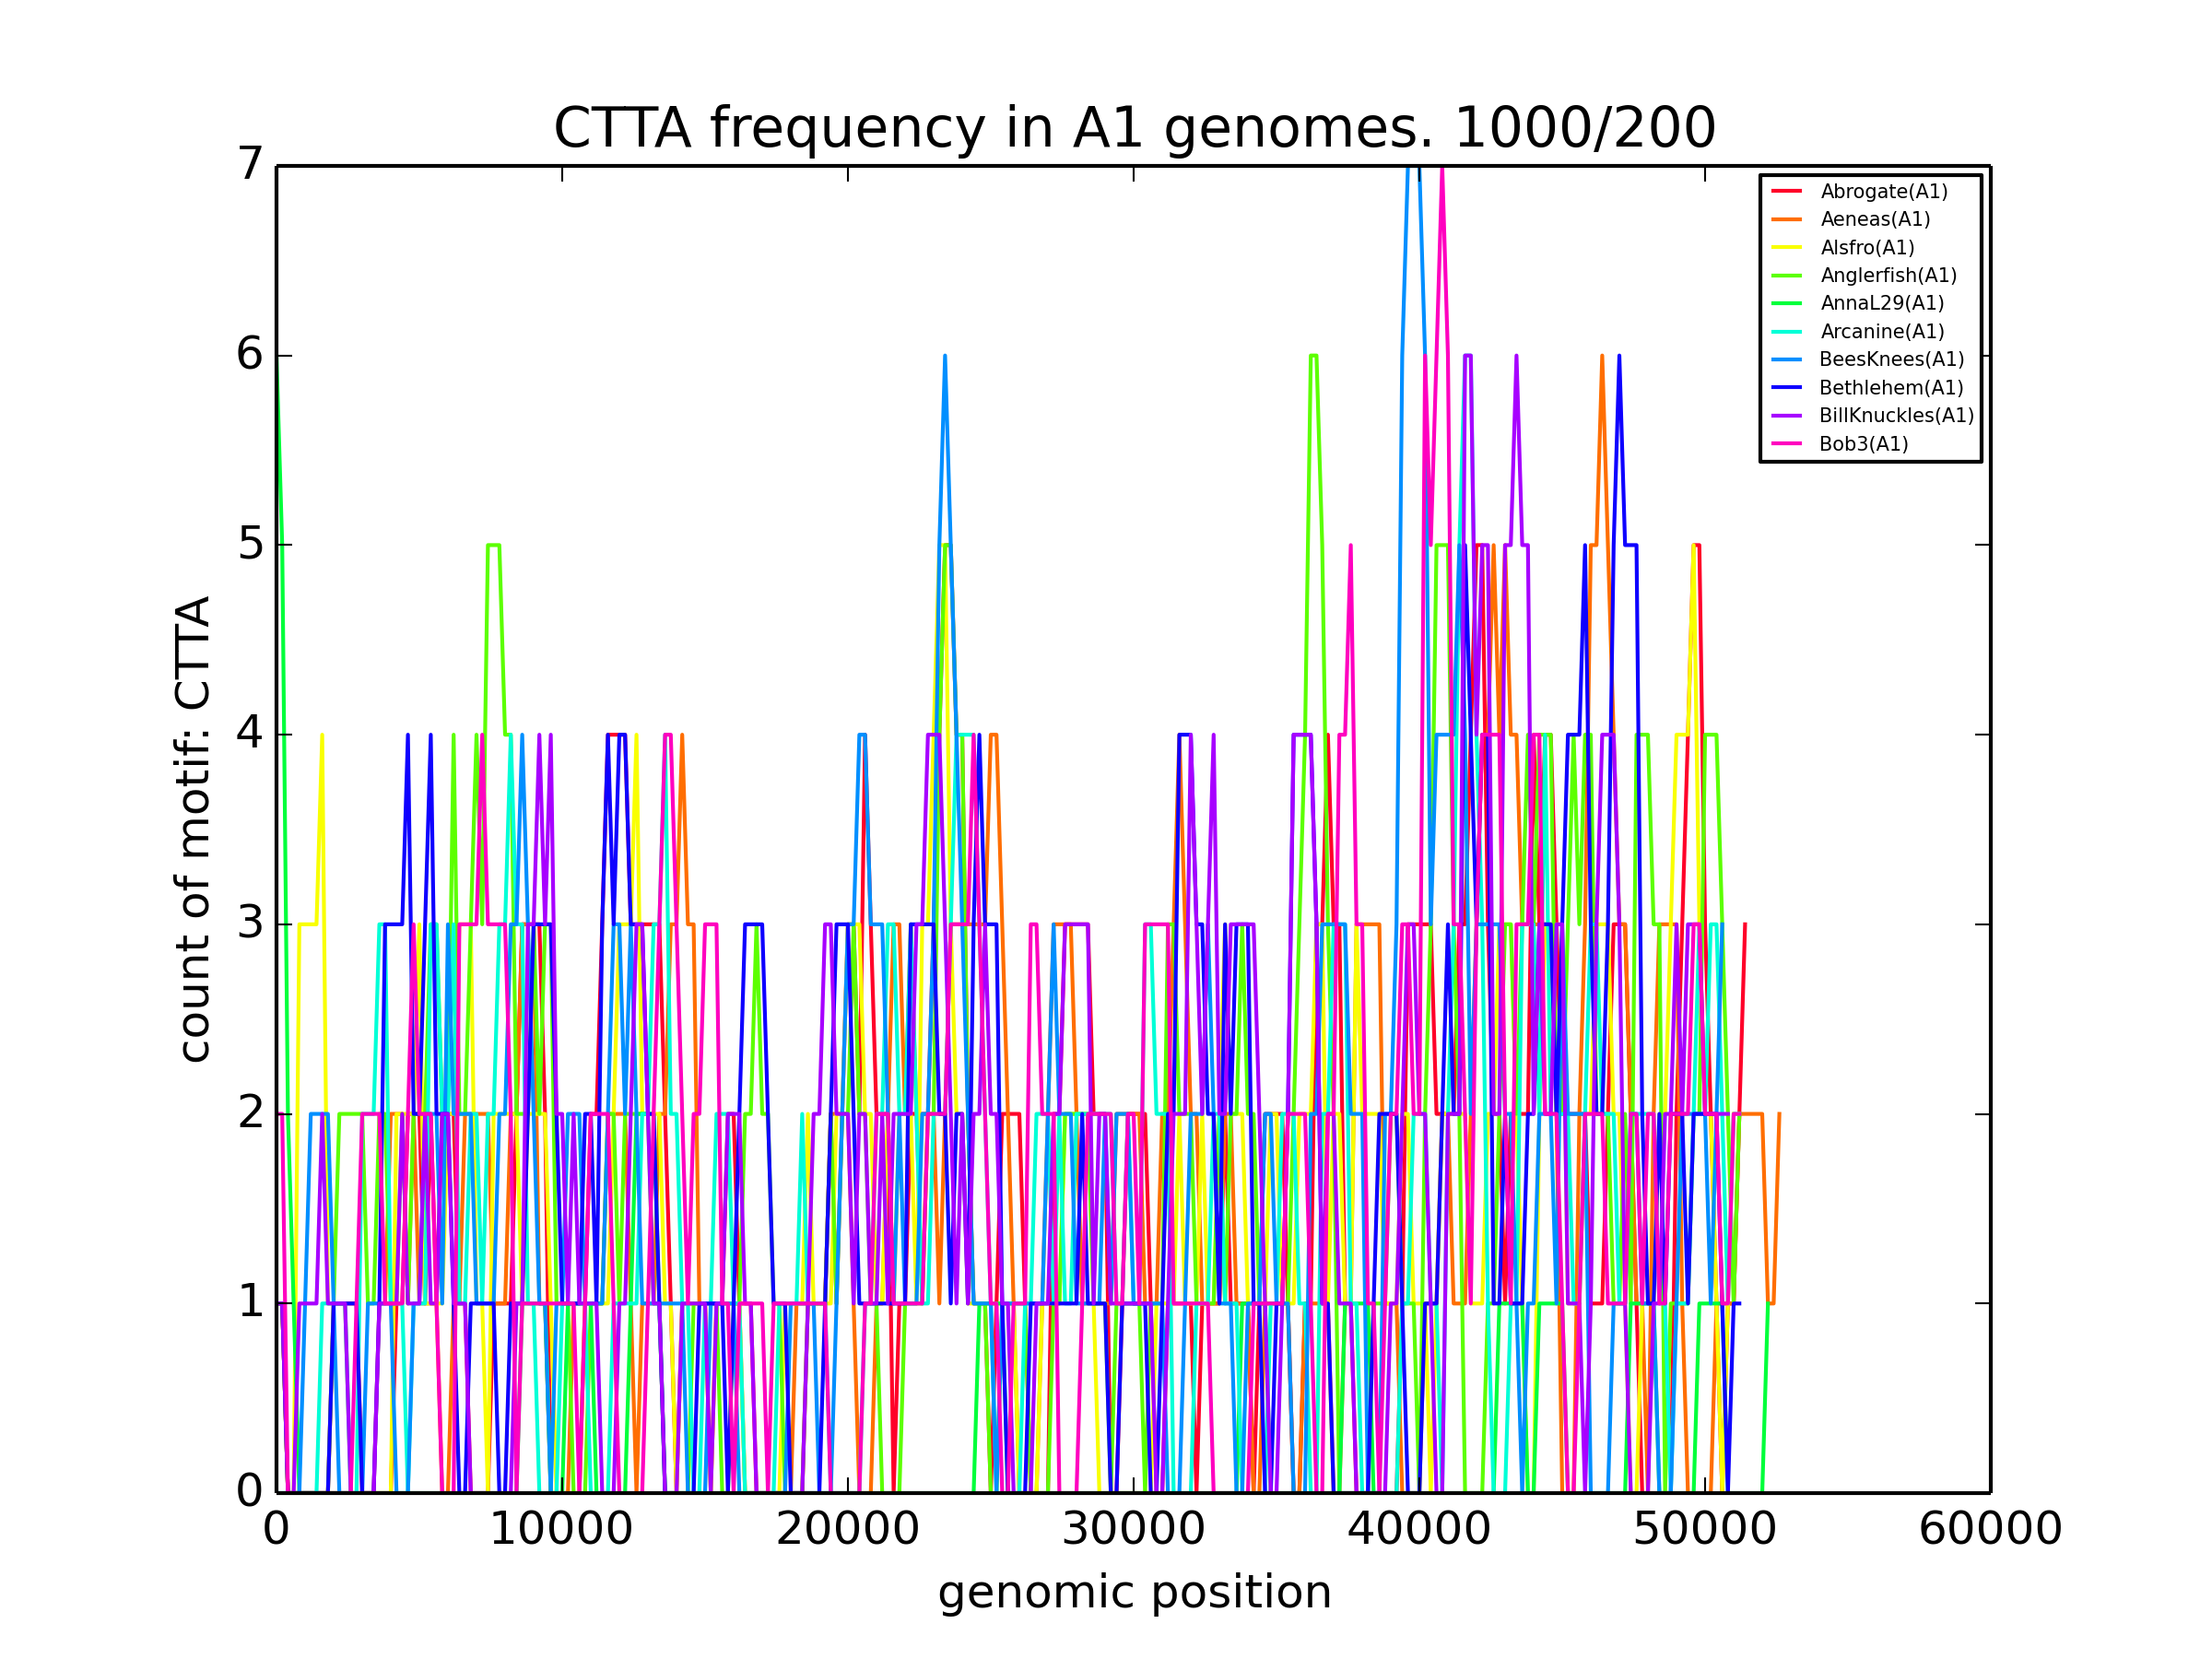 CTTA frequency in A1 genomes. 1000/200
7
6
5
4
3
2
1
0
count of motif: CTTA
Abrogate(A1)
Aeneas(A1)
Alsfro(A1)
Anglerfish(A1)
AnnaL29(A1)
Arcanine(A1)
BeesKnees(A1)
Bethlehem(A1)
BillKnuckles(A1)
Bob3(A1)
0 10000 20000 30000 40000 50000 60000
genomic position